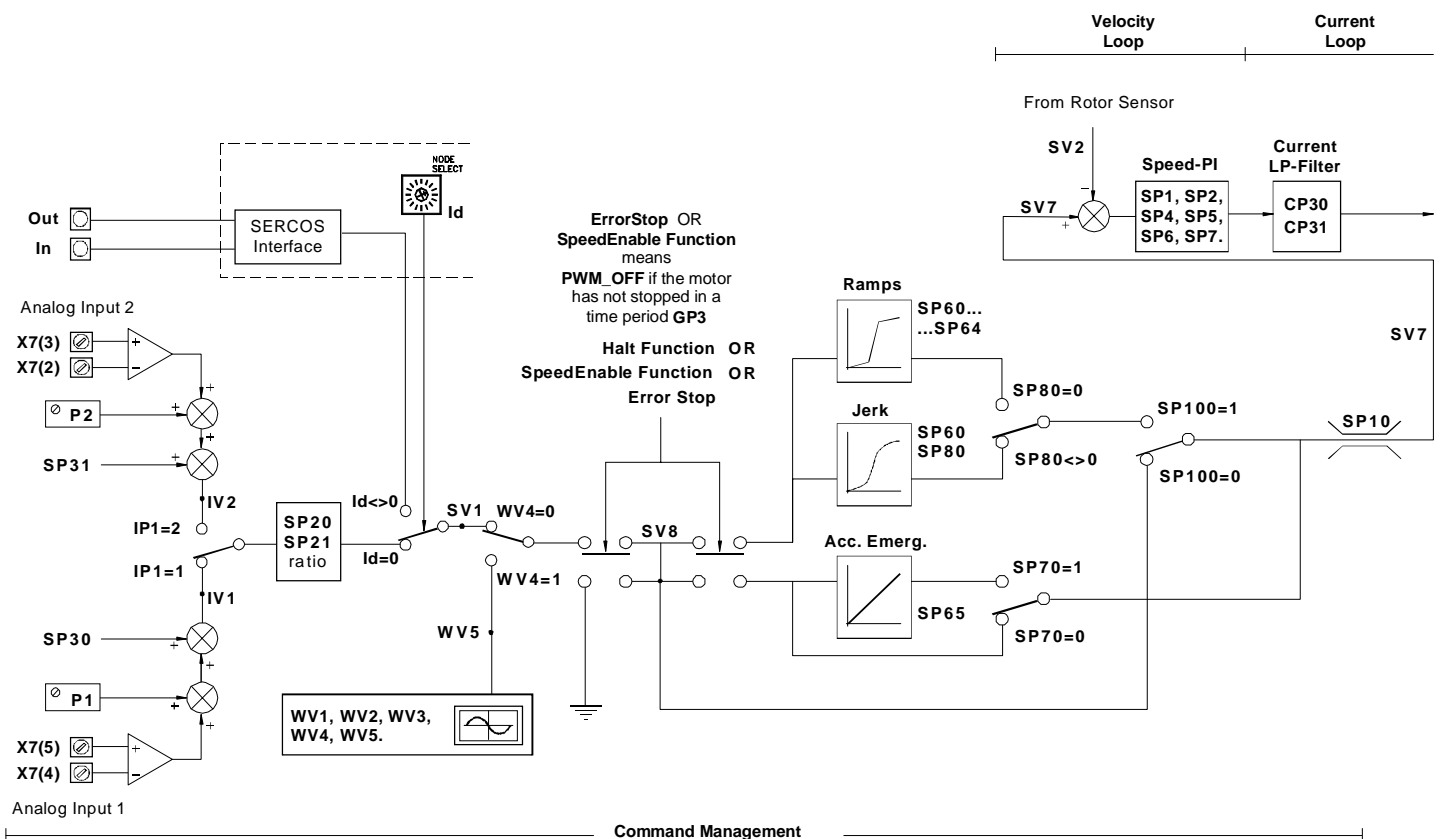 Velocity
Loop
Current
Loop
From Rotor Sensor
SV2
SV7
Speed-PI
SP1, SP2,
SP4, SP5,
SP6, SP7.
Current
LP-Filter
CP30
CP31
NODE
SELECT
Id
Out
In
SERCOS
Interface
ErrorStop OR
SpeedEnable Function
means
PWM_OFF if the motor
has not stopped in a
time period GP3
Halt Function OR
SpeedEnable Function OR
Error Stop
Analog Input 2
X7(3)
X7(2)
P2
SP31
IV2
IP1=2
IP1=1
IV1
SP30
P1
X7(5)
X7(4)
Analog Input 1
SP20
SP21
ratio
Id<>0
Id=0
SV1
WV4=0
WV4=1
WV5
WV1, WV2, WV3,
WV4, WV5.
SV8
Ramps
SP60...
...SP64
Jerk
SP60
SP80
Acc. Emerg.
SP65
SP80=0
SP80<>0
SP100=1
SP100=0
SP70=1
SP70=0
SP10
SV7
Command Management